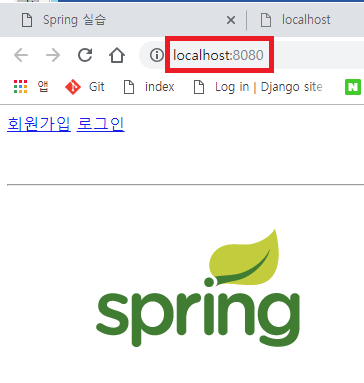 Spring 실습 localhost
localhost:8080
앱 Git index Log in | Django site
회원가입 로그인
spring